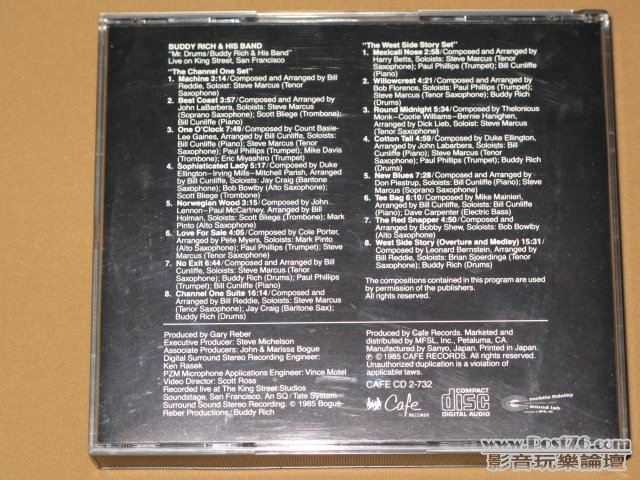 BUDDY RICH & HIS BAND
"Mr. Drums/Buddy Rich & His Band"
Live on King Street, San Francisco
"The Channel One Set"
1. Machine 3:14/Composed and Arranged by Bill
Reddie, Soloists: Steve Marcus (Tenor
Saxophone)
2. Best Coast 3:57/Composed and Arranged by
John LaBarbera, Soloists: Steve Marcus
(Soprano Saxophone); Scott Bliege (Trombone);
Bill Cunliffe (Piano)
3. One O'Clock 7:49/Composed by Count Basie-
Lee Gaines, Arranged by Bill Cunliffe, Soloists:
Bill Cunliffe (Piano); Steve Marcus (Tenor
Saxophone); Paul Phillips (Trumpet); Mike Davis
(Trombone); Eric Miyashiro (Trumpet)
4. Sophisticated Lady 5:17/Composed by Duke
Ellington—Irving Mills—Mitchell Parish, Arranged
by Bill Cunliffe, Soloists: Jay Craig (Baritone
Saxophone); Bob Bowlby (Alto Saxophone);
Scott Bliege (Trombone)
5. Norwegian Wood 3:15/Composed by John
Lennon—Paul McCartney, Arranged by Bill
Holman, Soloists: Scott Bliege (Trombone); Mark
Pinto (Alto Saxophone)
6. Love For Sale 4:05/Composed by Cole Porter,
Arranged by Pete Myers, Soloists: Mark Pinto
(Alto Saxophone); Paul Phillips (Trumpet); Steve
Marcus (Tenor Saxophone)
7. No Exit 6:44/Composed and Arranged by Bill
Cunliffe, Soloists: Steve Marcus (Tenor
Saxophone); Buddy Rich (Drums); Paul Phillips
(Trumpet); Bill Cunliffe (Piano)
8. Channel One Suite 16:14/Composed and
Arranged by Bill Reddie, Soloists: Steve Marcus
(Tenor Saxophone); Jay Craig (Baritone Sax);
Buddy Rich (Drums)
"The West Side Story Set"
1. Mexicali Nose 2:58/Composed and Arranged by
Harry Betts, Soloists: Steve Marcus (Tenor
Saxophone); Paul Phillips (Trumpet); Bill Cunliffe
(Piano)
2. Willowcrest 4:21/Composed and Arranged by
Bob Florence, Soloists: Paul Phillips (Trumpet);
Steve Marcus (Tenor Saxophone); Buddy Rich
(Drums)
3. Round Midnight 5:34/Composed by Thelonious
Monk—Cootie Williams—Bernie Hanighen,
Arranged by Dick Lieb, Soloist: Steve Marcus
(Tenor Saxophone)
4. Cotton Tail 4:59/Composed by Duke Ellington,
Arranged by John Labarbera, Soloists: Bill
Cunliffe (Piano); Steve Marcus (Tenor
Saxophone); Paul Phillips (Trumpet); Buddy Rich
(Drums)
5. New Blues 7:28/Composed and Arranged by
Don Piestrup, Soloists: Bill Cunliffe (Piano); Steve
Marcus (Soprano Saxophone)
6. Tee Bag 6:10/Composed by Mike Mainieri,
Arranged by Bill Cunliffe, Soloists: Bill Cunliffe
(Piano); Dave Carpenter (Electric Bass)
7. The Red Snapper 4:50/Composed and
Arranged by Bobby Shew, Soloists: Bob Bowlby
(Alto Saxophone)
8. West Side Story (Overture and Medley) 15:31/
Composed by Leonard Bernstein, Arranged by
Bill Reddie, Soloists: Brian Sjoerdinga (Tenor
Saxophone); Buddy Rich (Drums)
The compositions contained in this program are used
by permission of the publishers.
All rights reserved.
Produced by Gary Reber
Executive Producer: Steve Michelson
Associate Producers: John & Marissa Bogue
Digital Surround Stereo Recording Engineer:
Ken Rasek
PZM Microphone Applications Engineer: Vince Motel
Video Director: Scott Ross
Recorded live at The King Street Studios
Soundstage, San Francisco. An SQ/Tate System
Surround Sound Stereo Recording. © 1985 Bogue-
Reber Productions/Buddy Rich
Produced by Cafe Records. Marketed and
distributed by MFSL, Inc., Petaluma, CA.
Manufactured by Sanyo, Japan. Printed in Japan.
℗ © 1985 CAFE RECORDS. All rights reserved.
Unauthorized duplication is a violation of
applicable laws.
CAFE CD 2-732
Cafe
RECORDS
COMPACT
disc
DIGITAL AUDIO
mobile fidelity
sound lab
www.Post76.com
影音玩樂論壇